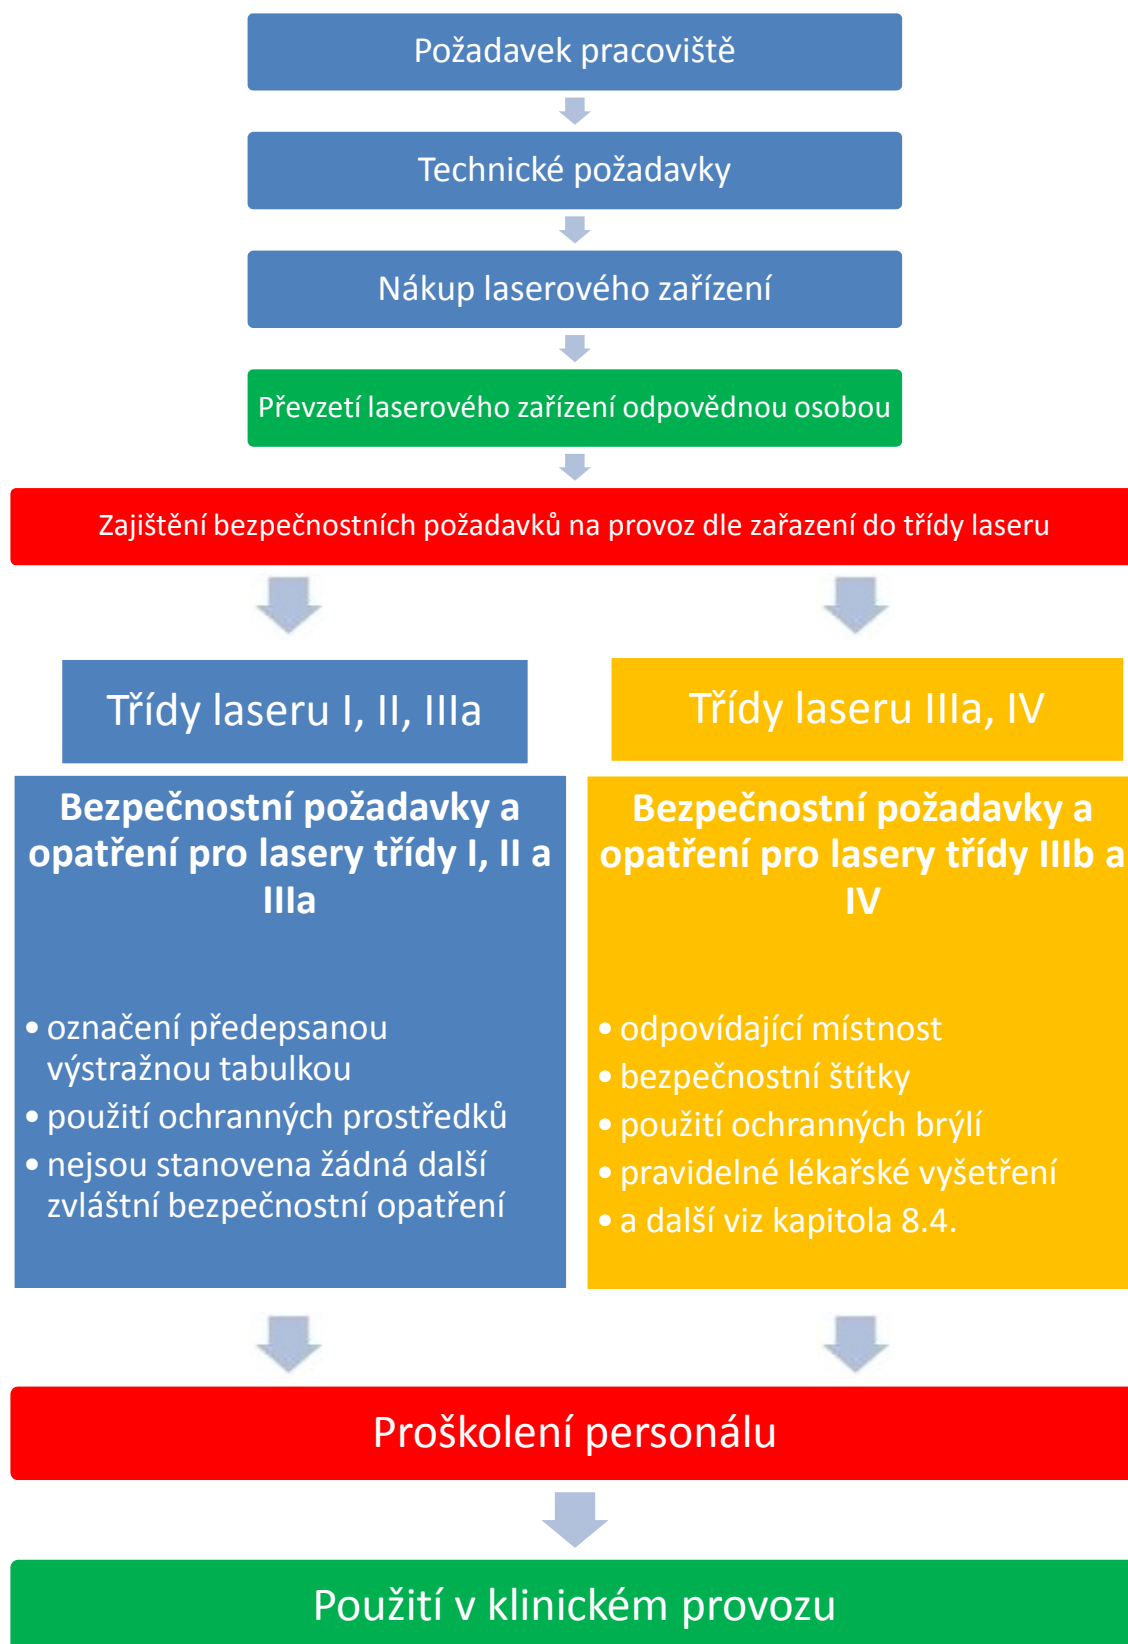 Požadavek pracoviště
Technické požadavky
Nákup laserového zařízení
Převzetí laserového zařízení odpovědnou osobou
Zajištění bezpečnostních požadavků na provoz dle zařazení do třídy laseru
Třídy laseru I, II, IIIa
Bezpečnostní požadavky a
opatření pro lasery třídy I, II a
IIIa
• označení předepsanou
výstražnou tabulkou
• použití ochranných prostředků
• nejsou stanovena žádná další
zvláštní bezpečnostní opatření
Třídy laseru IIIa, IV
Bezpečnostní požadavky a
opatření pro lasery třídy IIIb a
IV
• odpovídající místnost
• bezpečnostní štítky
• použití ochranných brýlí
• pravidelné lékařské vyšetření
• a další viz kapitola 8.4.
Proškolení personálu
Použití v klinickém provozu